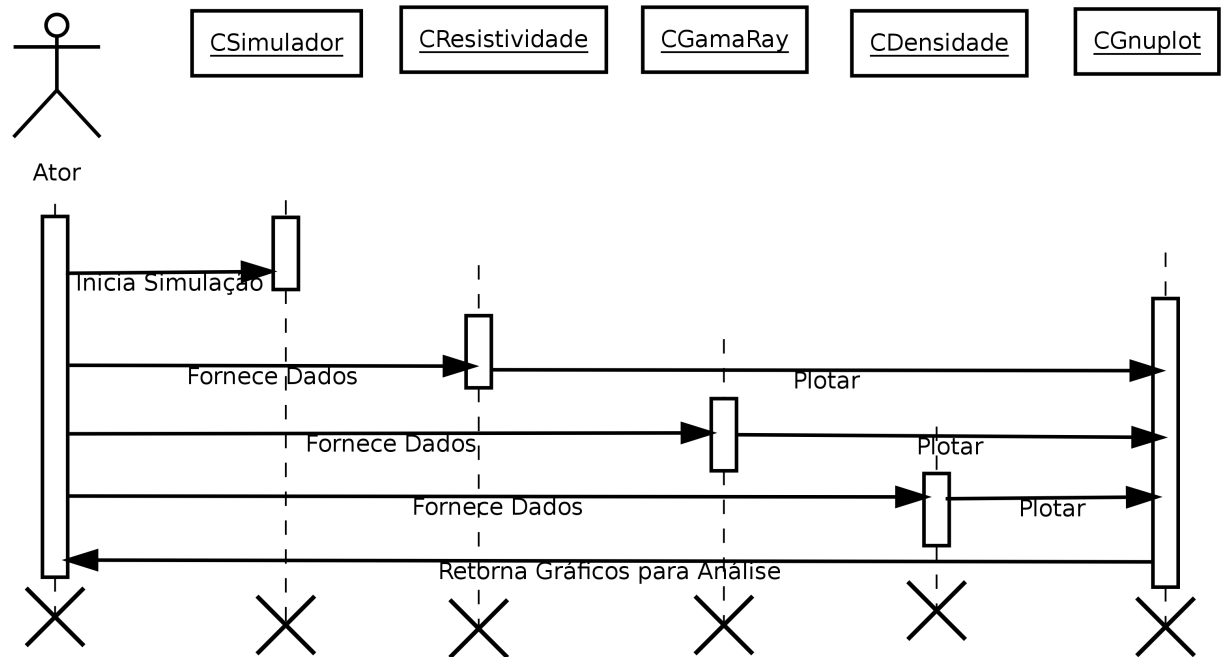 CSimulador
CResistividade
CGamaRay
CDensidade
CGnuplot
Ator
Inicia Simulação
Fornece Dados
Plotar
Fornece Dados
Plotar
Fornece Dados
Plotar
Retorna Gráficos para Análise